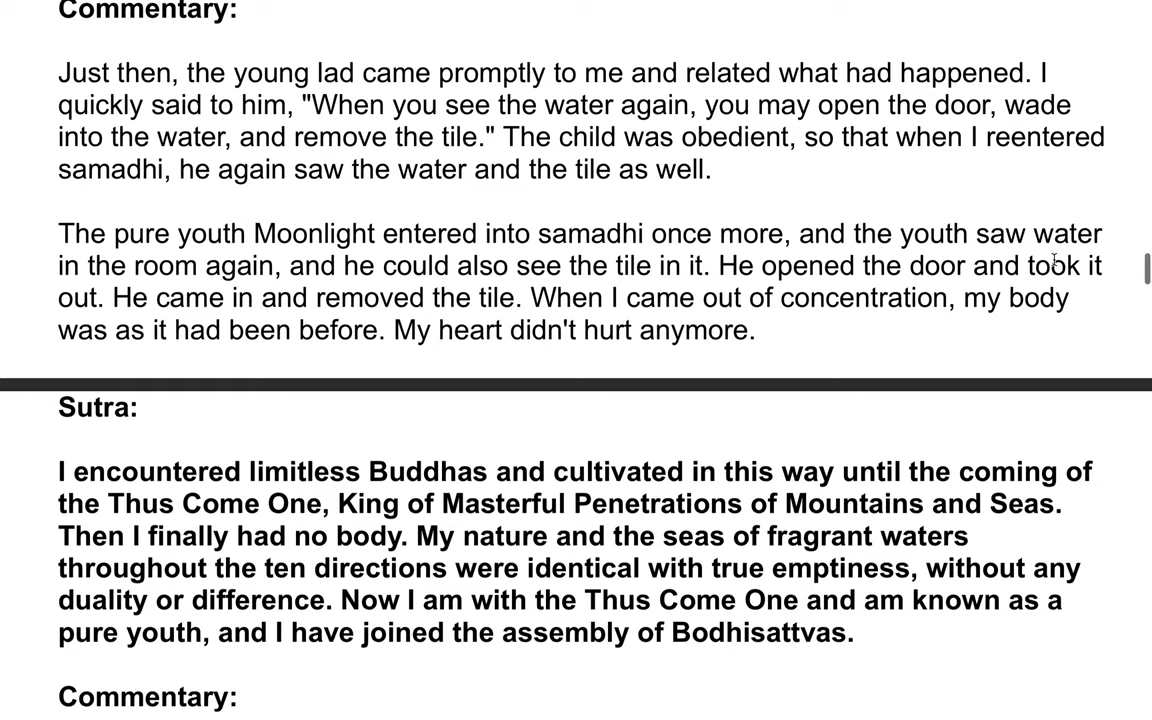 Commentary:
Just then, the young lad came promptly to me and related what had happened. I
quickly said to him, "When you see the water again, you may open the door, wade
into the water, and remove the tile." The child was obedient, so that when I reentered
samadhi, he again saw the water and the tile as well.
The pure youth Moonlight entered into samadhi once more, and the youth saw water
in the room again, and he could also see the tile in it. He opened the door and took it
out. He came in and removed the tile. When I came out of concentration, my body
was as it had been before. My heart didn't hurt anymore.
Sutra:
I encountered limitless Buddhas and cultivated in this way until the coming of
the Thus Come One, King of Masterful Penetrations of Mountains and Seas.
Then I finally had no body. My nature and the seas of fragrant waters
throughout the ten directions were identical with true emptiness, without any
duality or difference. Now I am with the Thus Come One and am known as a
pure youth, and I have joined the assembly of Bodhisattvas.
Commentary: